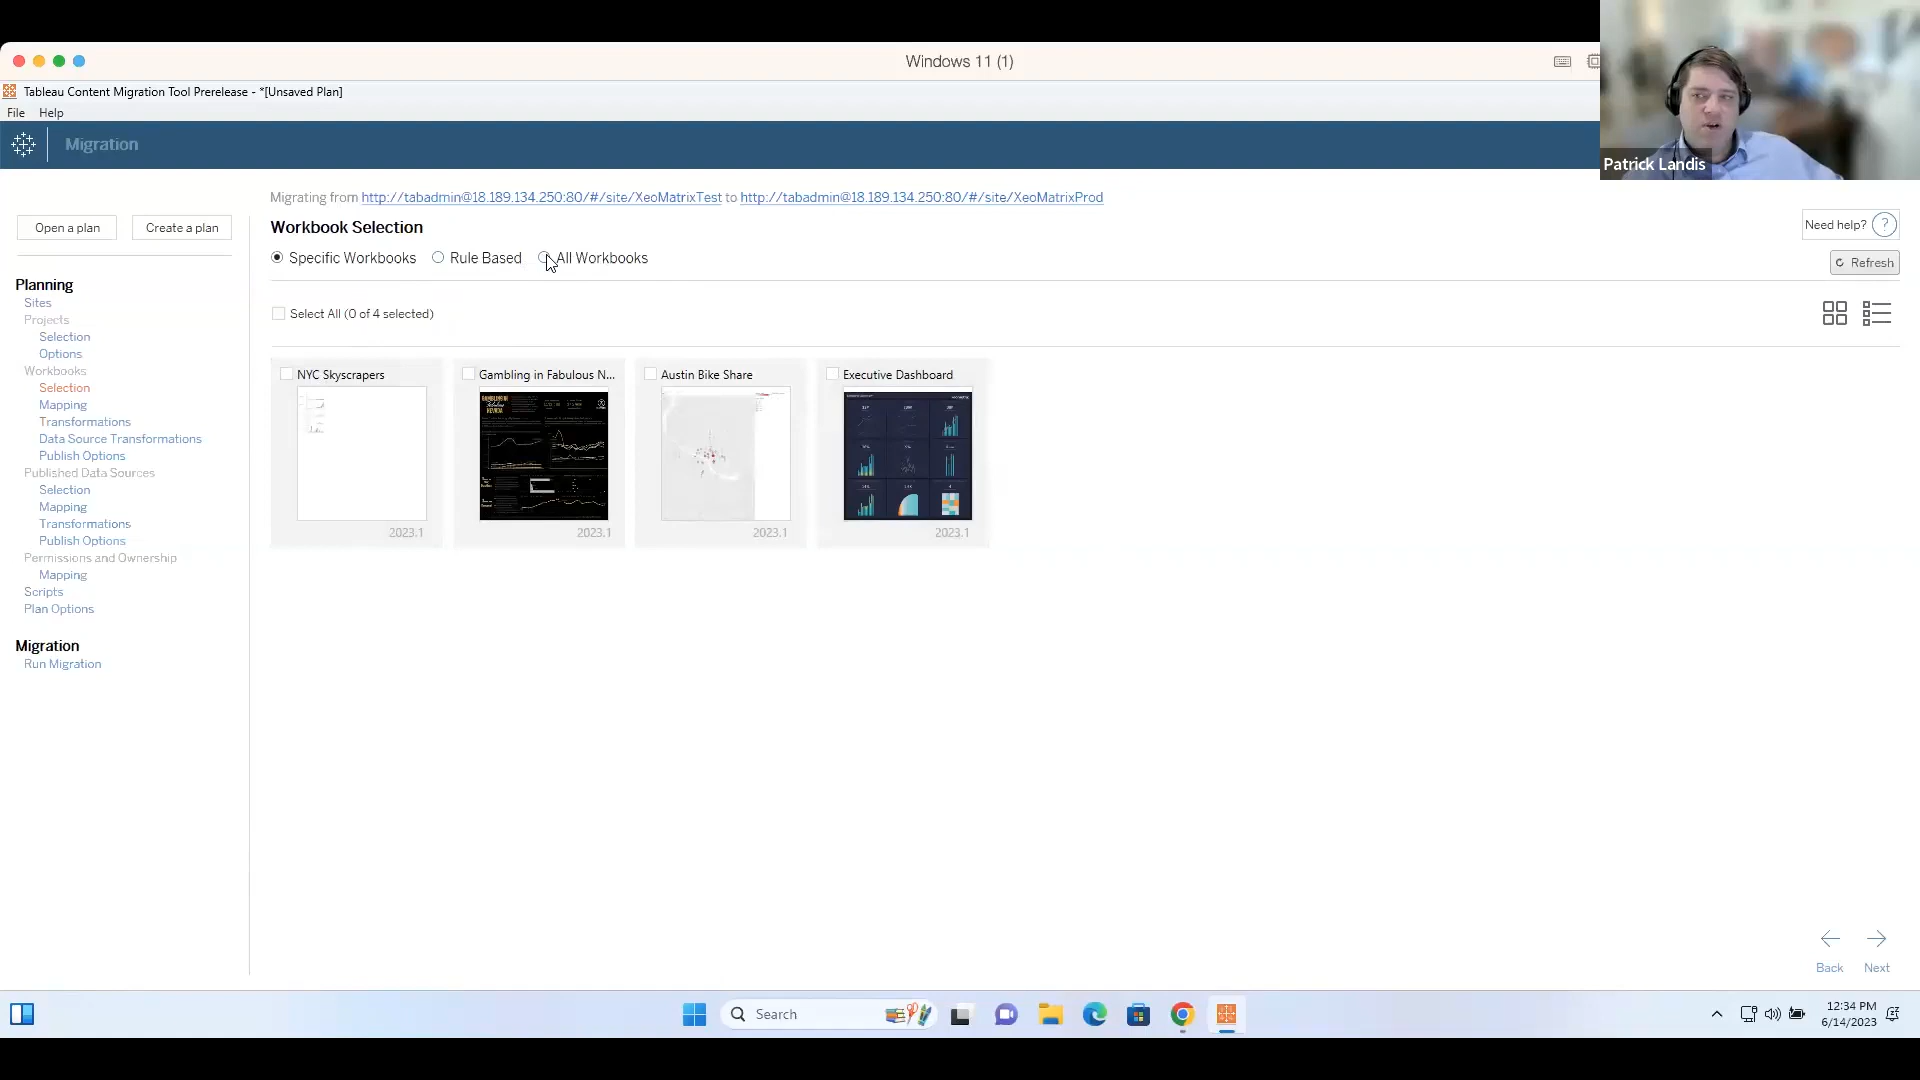 Windows 11 (1)
Tableau Content Migration Tool Prerelease - *[Unsaved Plan]
File Help
Migration
Patrick Landis
Migrating from http://tabadmin@18.189.134.250:80/#/site/XeoMatrixTest to http://tabadmin@18.189.134.250:80/#/site/XeoMatrixProd
Open a plan Create a plan
Workbook Selection
Need help? ?
Specific Workbooks Rule Based All Workbooks
Refresh
Select All (0 of 4 selected)
Planning
Sites
Projects
Selection
Options
Workbooks
Selection
Mapping
Transformations
Data Source Transformations
Publish Options
Published Data Sources
Selection
Mapping
Transformations
Publish Options
Permissions and Ownership
Mapping
Scripts
Plan Options
Migration
Run Migration
NYC Skyscrapers
2023.1
Gambling in Fabulous N...
GAMBLING IN
Fabulous
NEVADA
2023.1
Austin Bike Share
2023.1
Executive Dashboard
2023.1
Back Next
Search
12:34 PM
6/14/2023